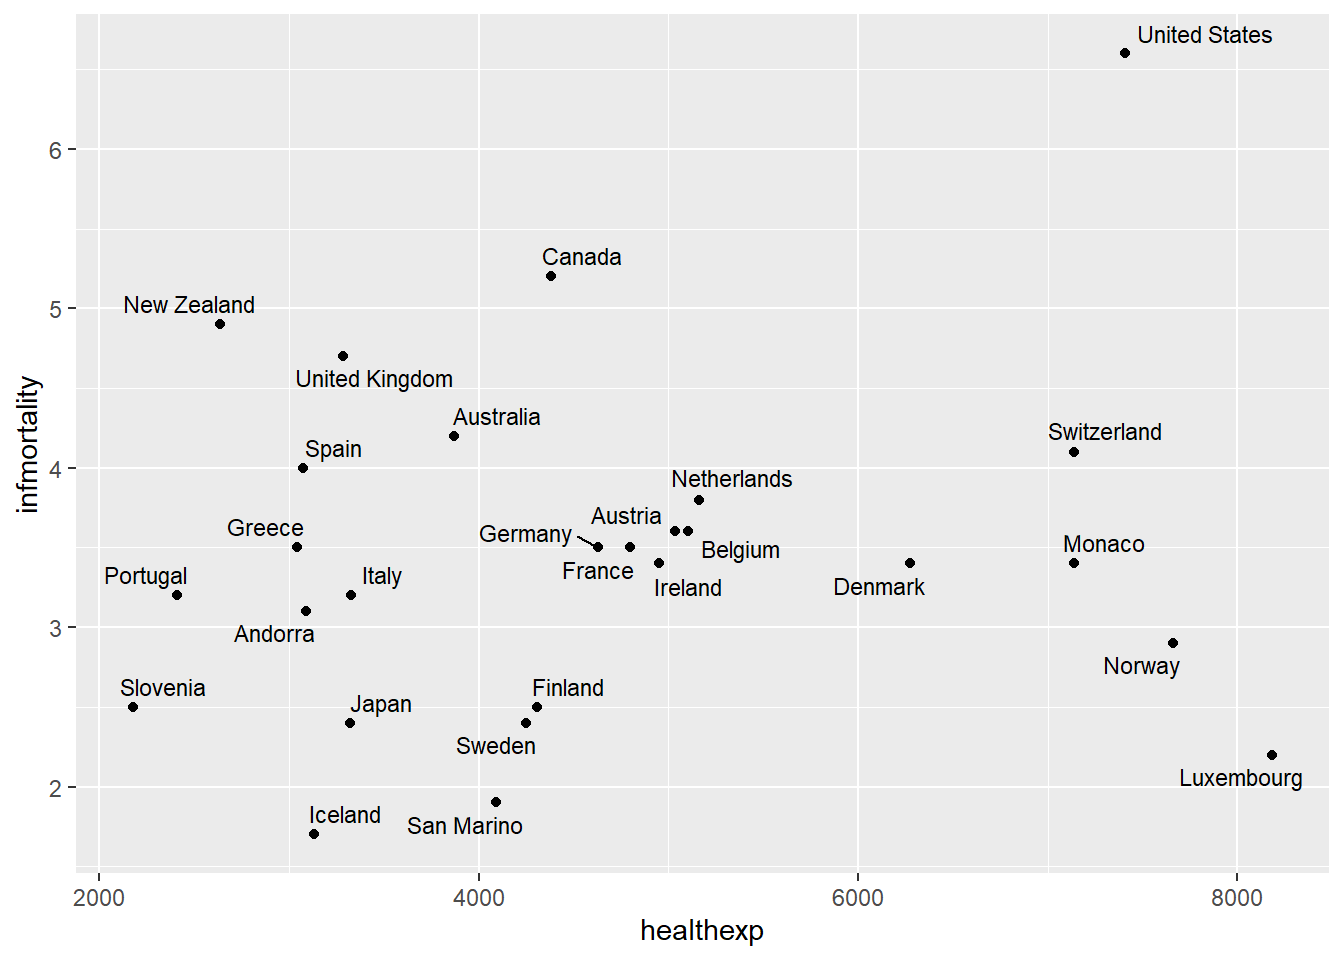 United States
6
Canada
New Zealand
5
United Kingdom
Australia
Spain
Switzerland
4
Netherlands
Austria
Greece
Germany
Belgium
Monaco
France
Portugal
Italy
Ireland
Denmark
3
Andorra
Norway
Slovenia
Finland
Japan
Sweden
Luxembourg
2
Iceland
San Marino
infmortality
2000 4000 6000 8000
healthexp